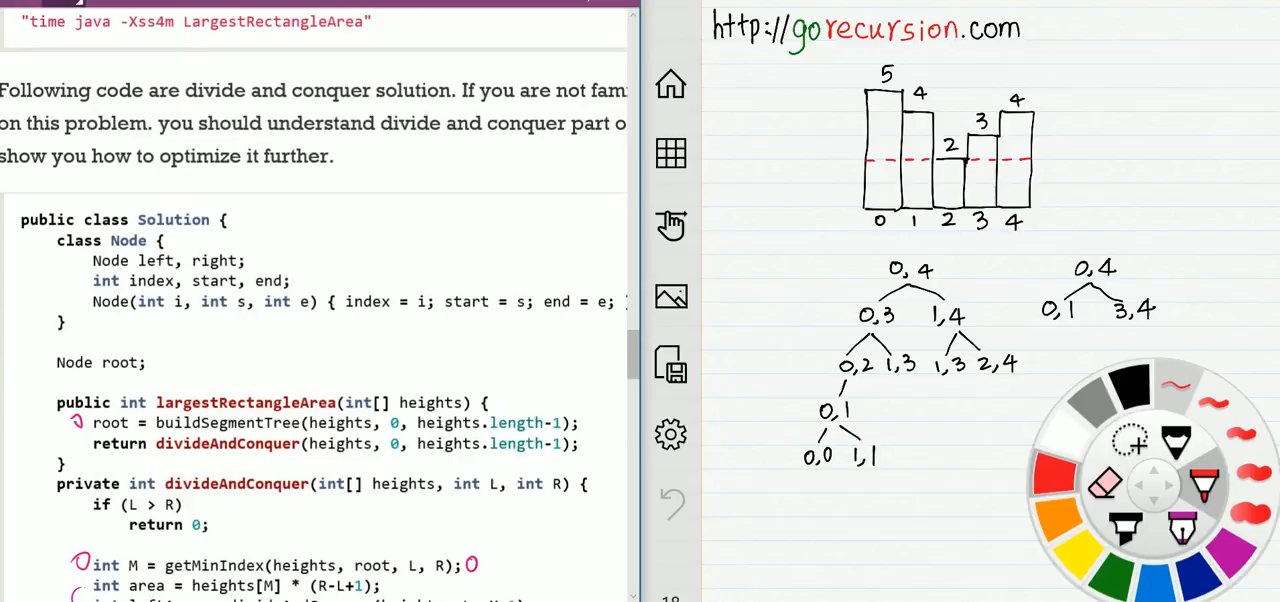 "time java -Xss4m LargestRectangleArea"
Following code are divide and conquer solution. If you are not fam
on this problem. you should understand divide and conquer part o
show you how to optimize it further.
public class Solution {
class Node {
Node left, right;
int index, start, end;
Node(int i, int s, int e) { index = i; start = s; end = e;
}
Node root;
public int largestRectangleArea(int[] heights) {
root = buildSegmentTree(heights, 0, heights.length-1);
return divideAndConquer(heights, 0, heights.length-1);
}
private int divideAndConquer(int[] heights, int L, int R) {
if (L > R)
return 0;
int M = getMinIndex(heights, root, L, R);
int area = heights[M] * (R-L+1);
http://gorecursion.com
5
4
2
3
4
0 1 2 3 4
0,4
0,3 1,4
0,2 1,3 1,3 2,4
0,1
0,0 1,1
0,4
0,1 3,4